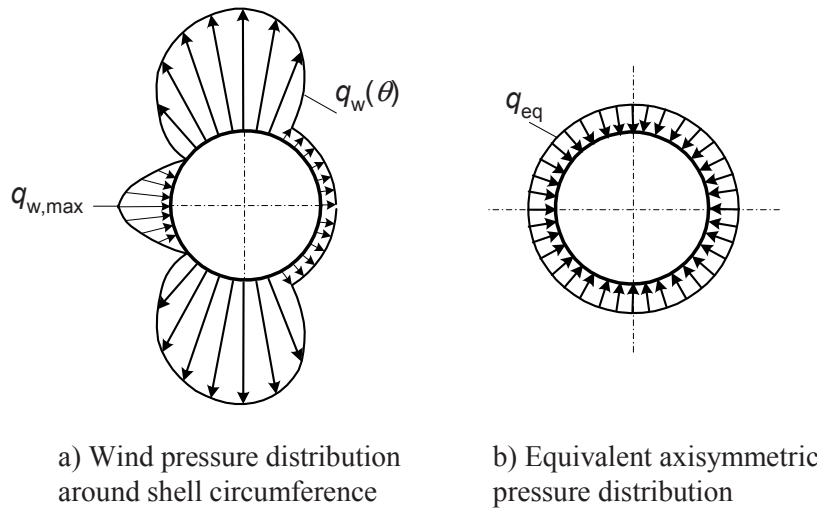 q_w(θ)
q_eq
q_w,max
a) Wind pressure distribution
around shell circumference
b) Equivalent axisymmetric
pressure distribution